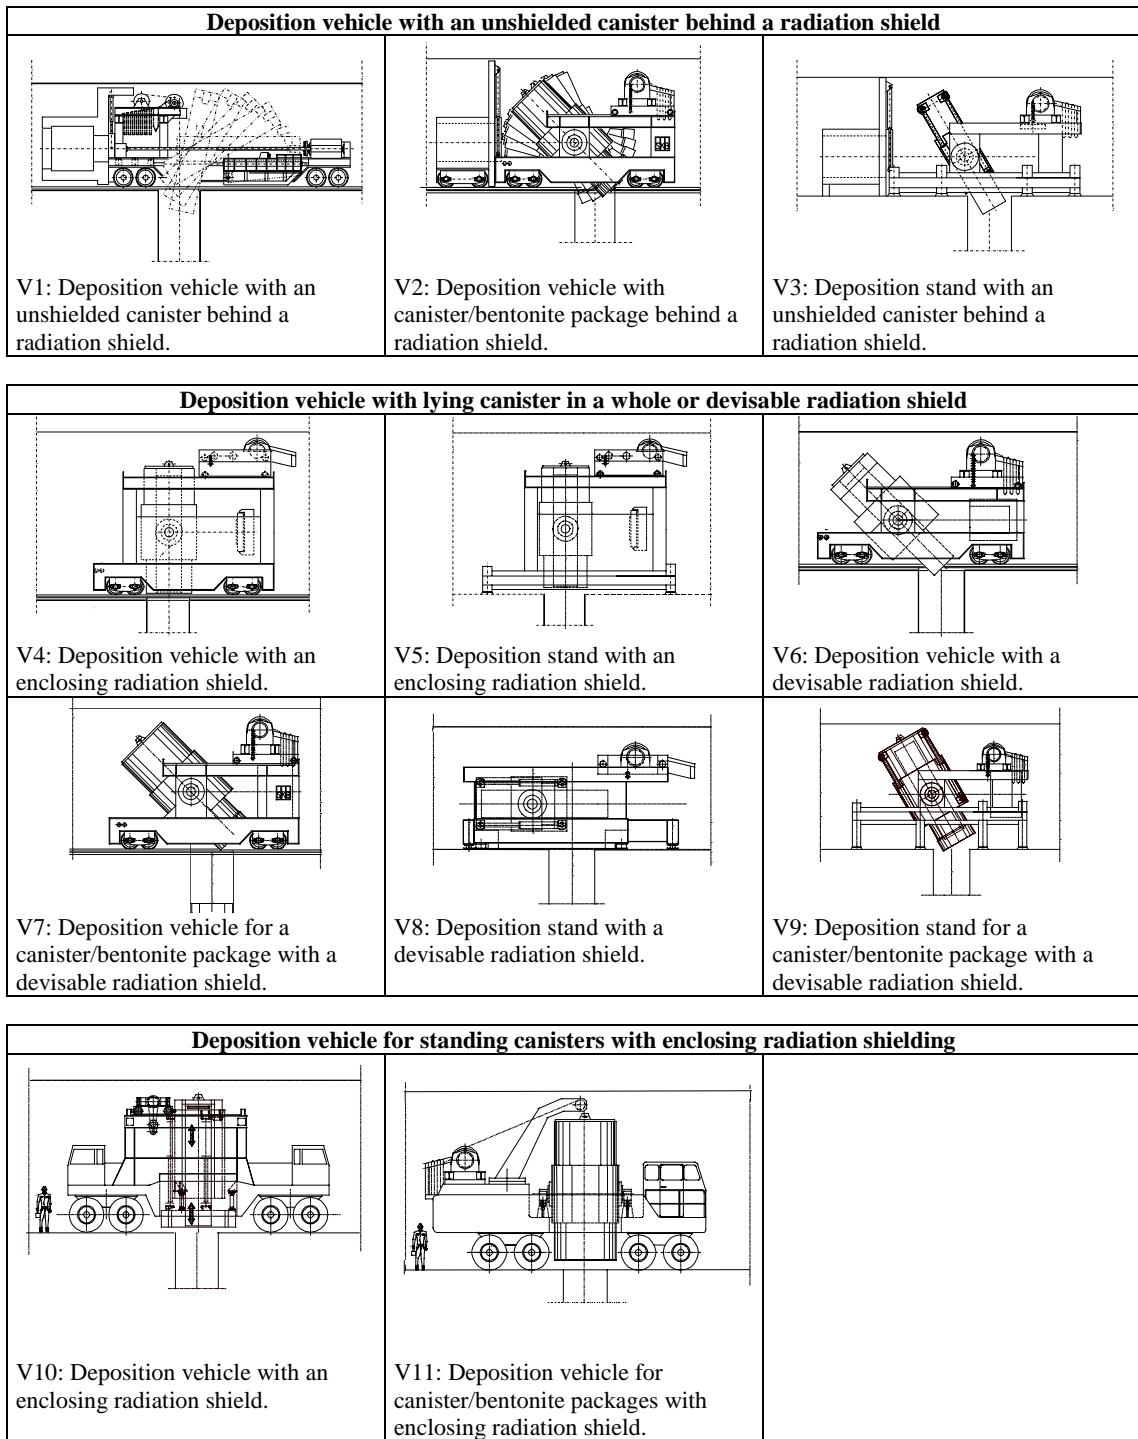 Deposition vehicle with an unshielded canister behind a radiation shield
SKB
V1: Deposition vehicle with an
unshielded canister behind a
radiation shield.
V2: Deposition vehicle with
canister/bentonite package behind a
radiation shield.
V3: Deposition stand with an
unshielded canister behind a
radiation shield.
Deposition vehicle with lying canister in a whole or devisable radiation shield
V4: Deposition vehicle with an
enclosing radiation shield.
V5: Deposition stand with an
enclosing radiation shield.
V6: Deposition vehicle with a
devisable radiation shield.
SKB
V7: Deposition vehicle for a
canister/bentonite package with a
devisable radiation shield.
V8: Deposition stand with a
devisable radiation shield.
V9: Deposition stand for a
canister/bentonite package with a
devisable radiation shield.
Deposition vehicle for standing canisters with enclosing radiation shielding
V10: Deposition vehicle with an
enclosing radiation shield.
V11: Deposition vehicle for
canister/bentonite packages with
enclosing radiation shield.